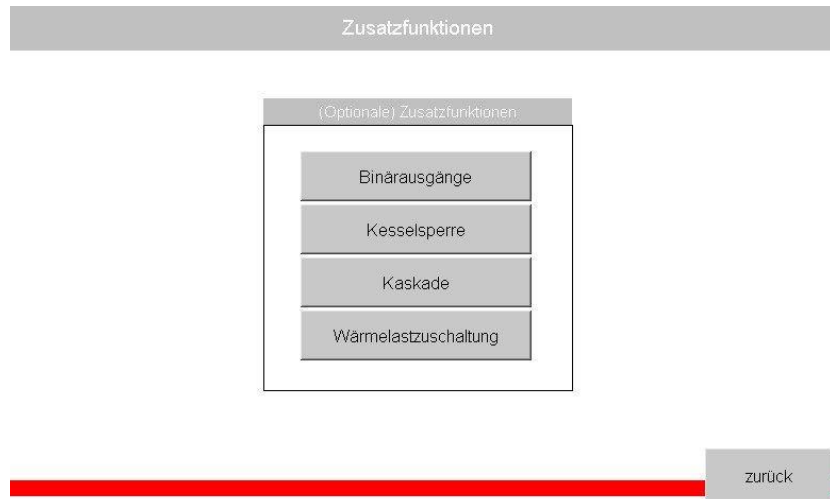 Zusatzfunktionen
(Optionale) Zusatzfunktionen
Binärausgänge
Kesselsperre
Kaskade
Wärmelastzuschaltung
zurück